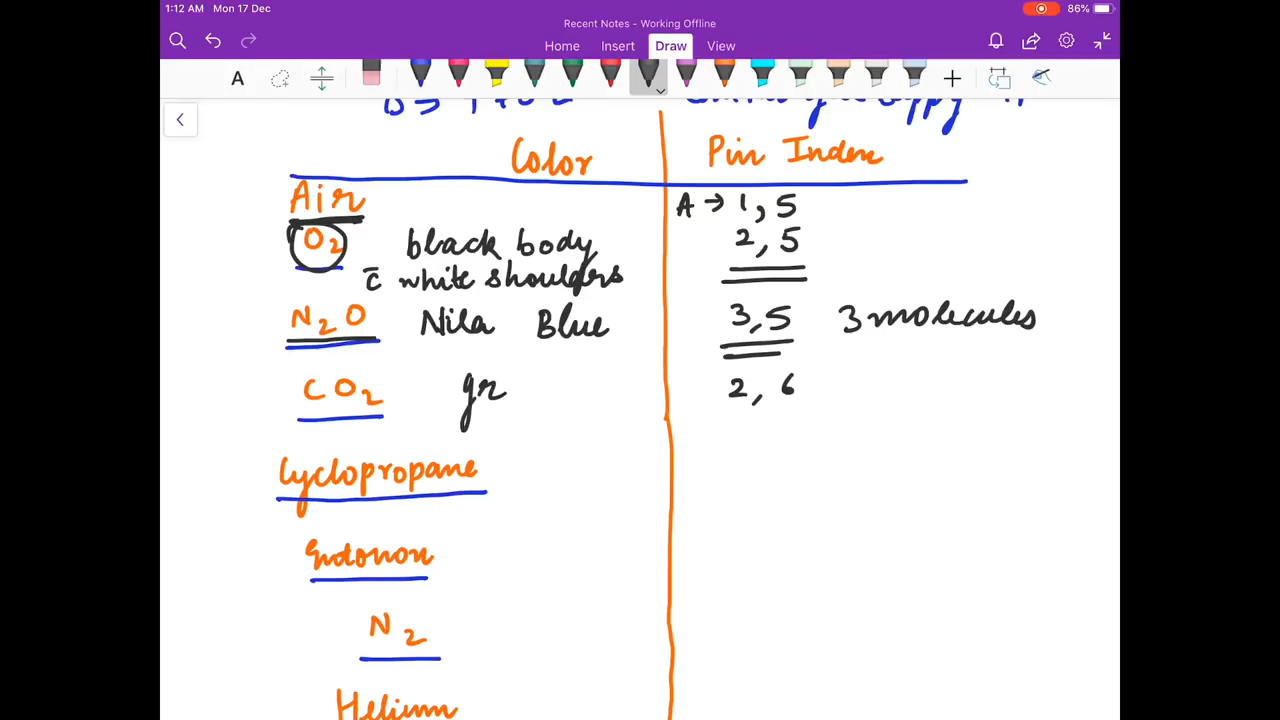 1:12 AM Mon 17 Dec
86%
Recent Notes - Working Offline
Home Insert Draw View
A
Color Pin Index
Air A → 1, 5
O2 black body 2, 5
c̄ white shoulders
N2O Nila Blue 3, 5 3 molecules
CO2 gr 2, 6
Cyclopropane
Entonox
N2
Helium